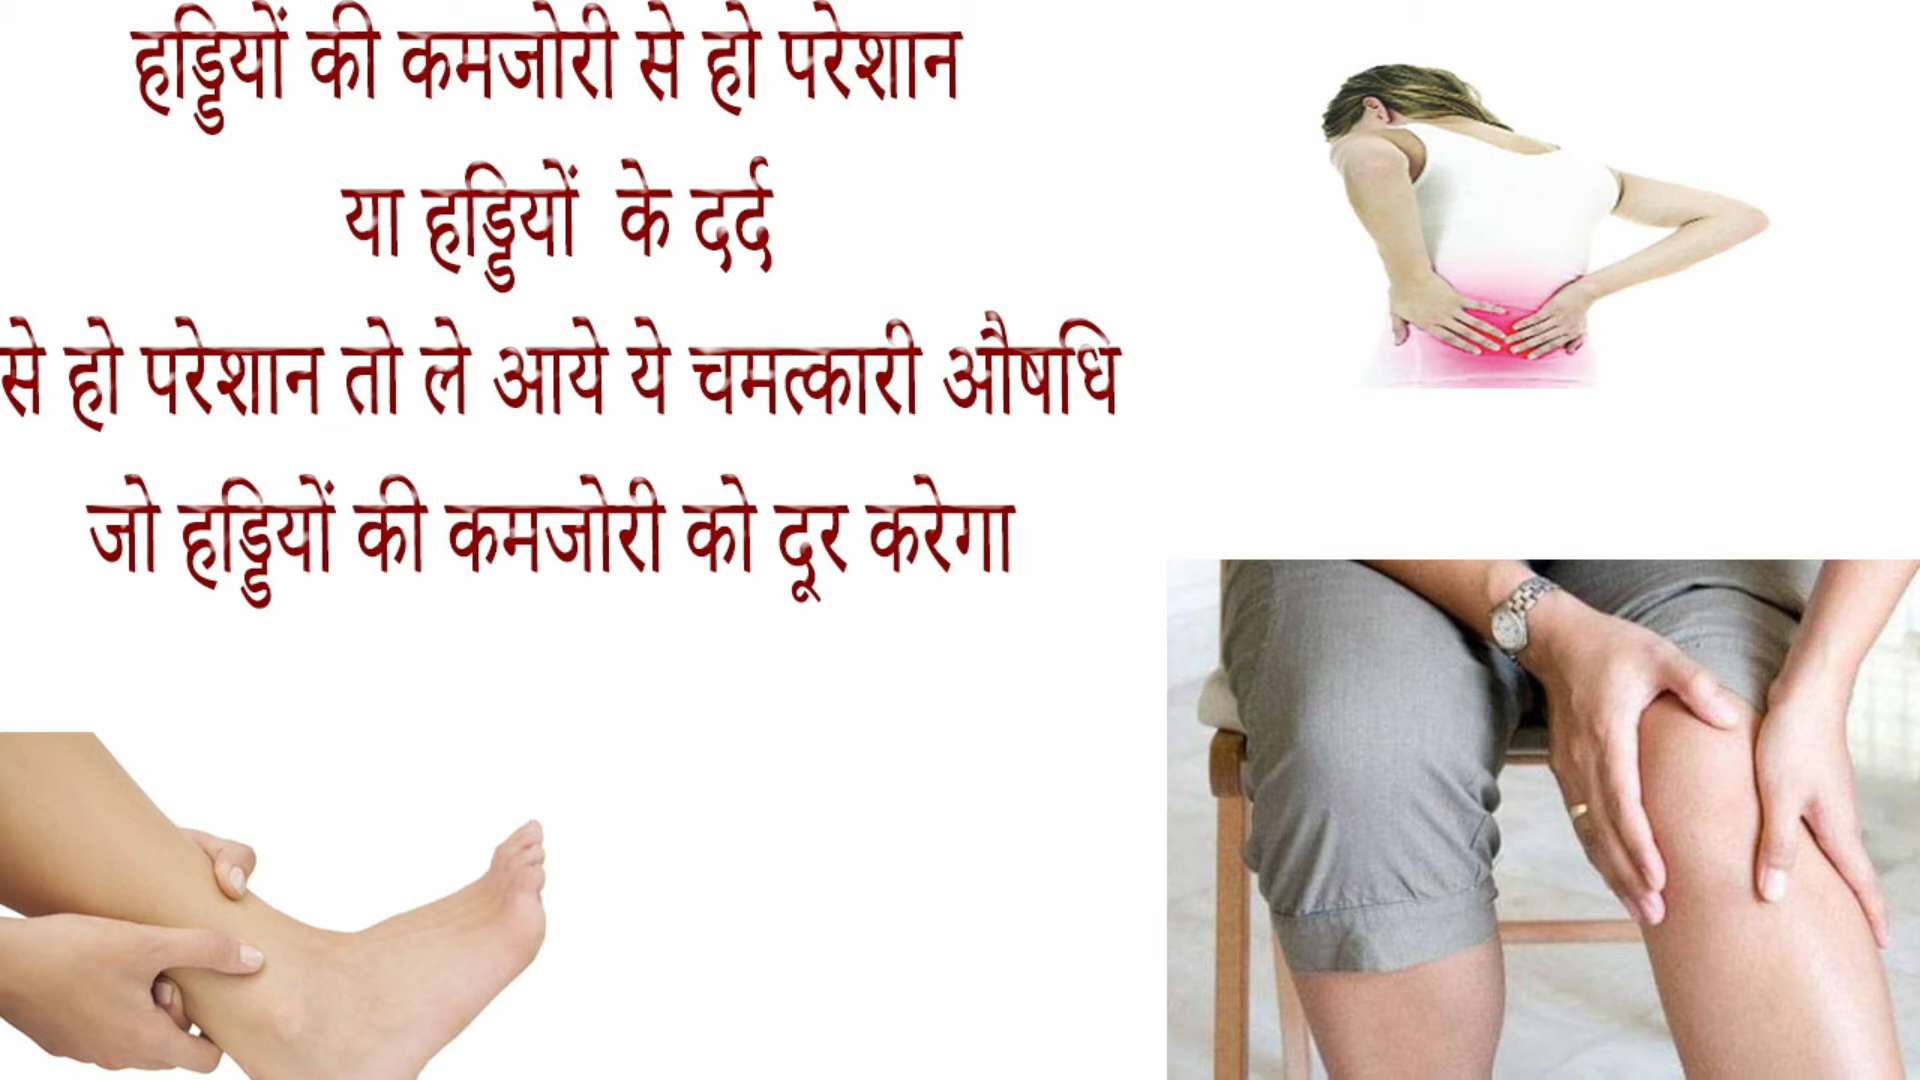 हड्डियों की कमजोरी से हो परेशान
या हड्डियों के दर्द
से हो परेशान तो ले आये ये चमत्कारी औषधि
जो हड्डियों की कमजोरी को दूर करेगा